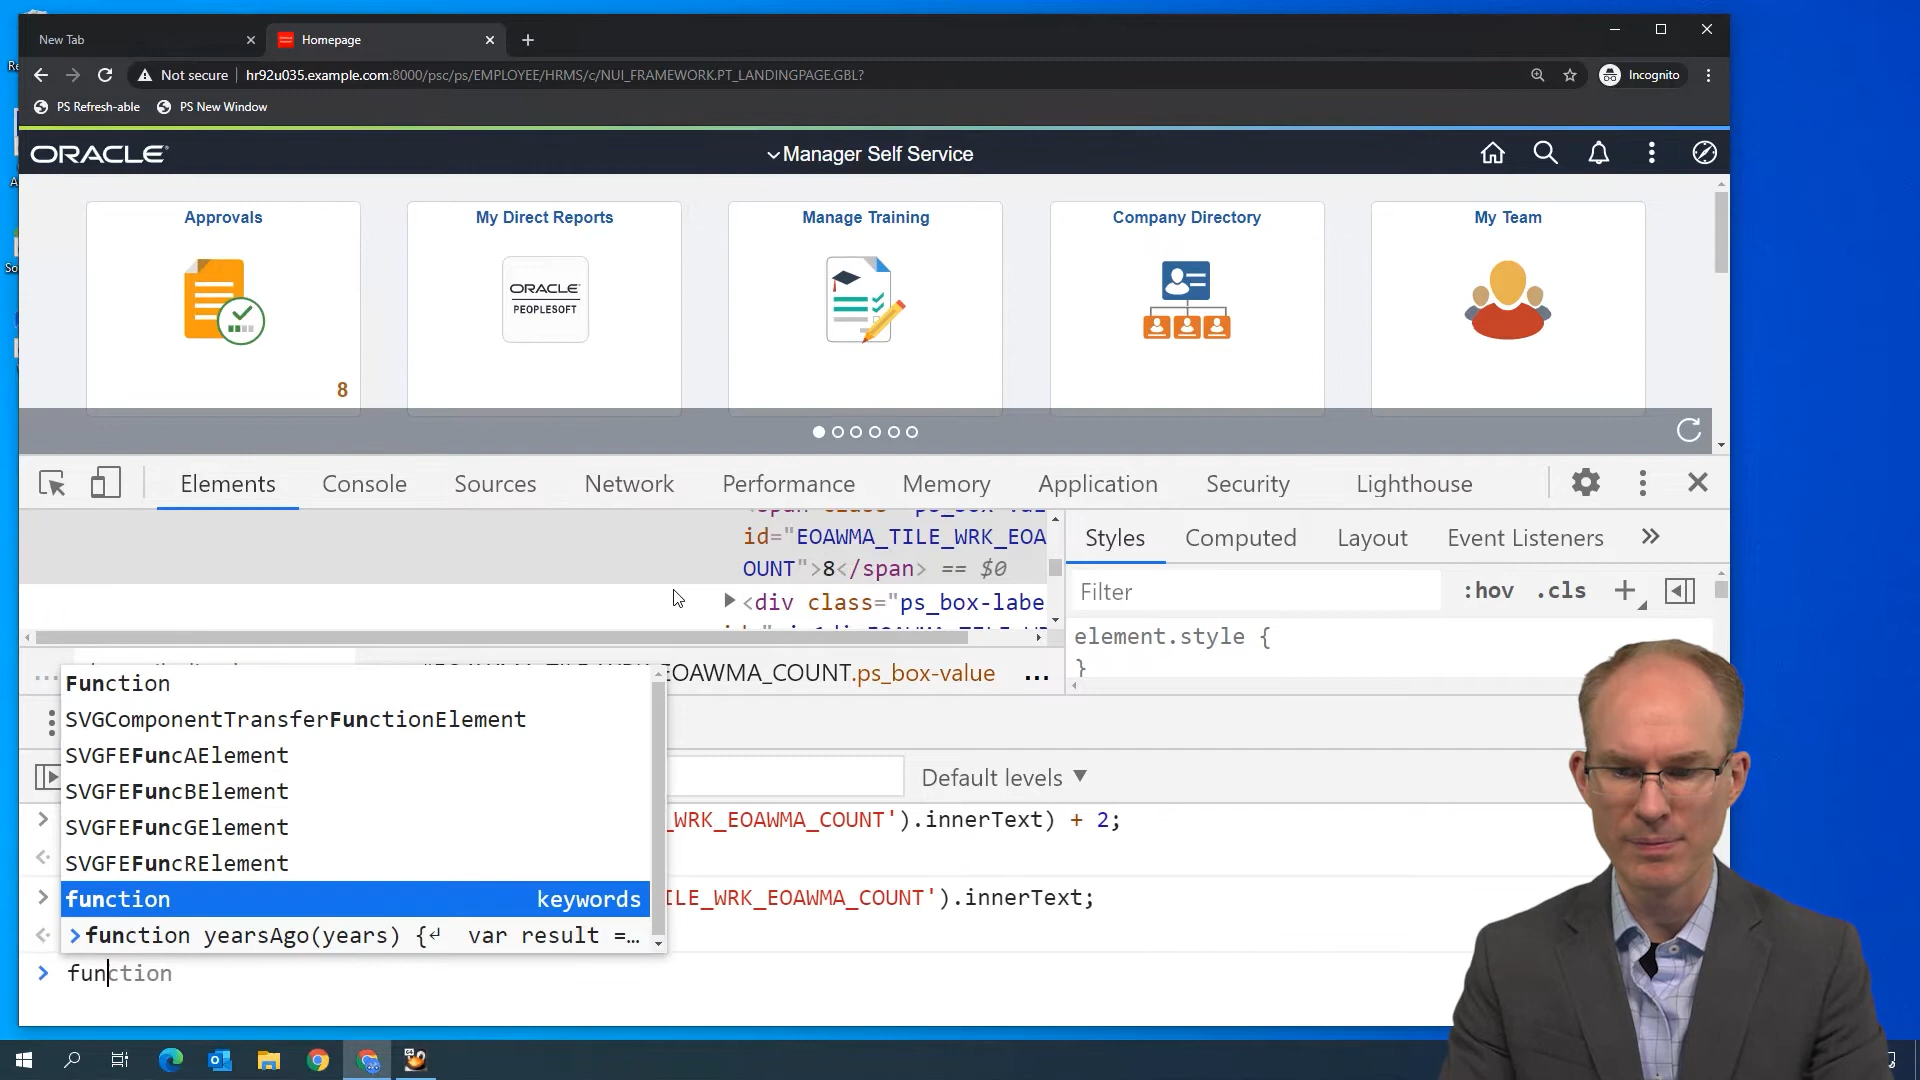 New Tab
Homepage
Not secure hr92u035.example.com:8000/psc/ps/EMPLOYEE/HRMS/c/NUI_FRAMEWORK.PT_LANDINGPAGE.GBL?
Incognito
PS Refresh-able PS New Window
ORACLE
Manager Self Service
Approvals
My Direct Reports
Manage Training
Company Directory
My Team
ORACLE
PEOPLESOFT
8
Elements Console Sources Network Performance Memory Application Security Lighthouse
id="EOAWMA_TILE_WRK_EOA
OUNT">8</span> == $0
<div class="ps_box-labe
Styles Computed Layout Event Listeners
Filter :hov .cls
element.style {
}
EOAWMA_COUNT.ps_box-value ...
Function
SVGComponentTransferFunctionElement
SVGFEFuncAElement
SVGFEFuncBElement
SVGFEFuncGElement
SVGFEFuncRElement
function keywords
function yearsAgo(years) {↵ var result =…
Default levels
_WRK_EOAWMA_COUNT').innerText) + 2;
ILE_WRK_EOAWMA_COUNT').innerText;
function